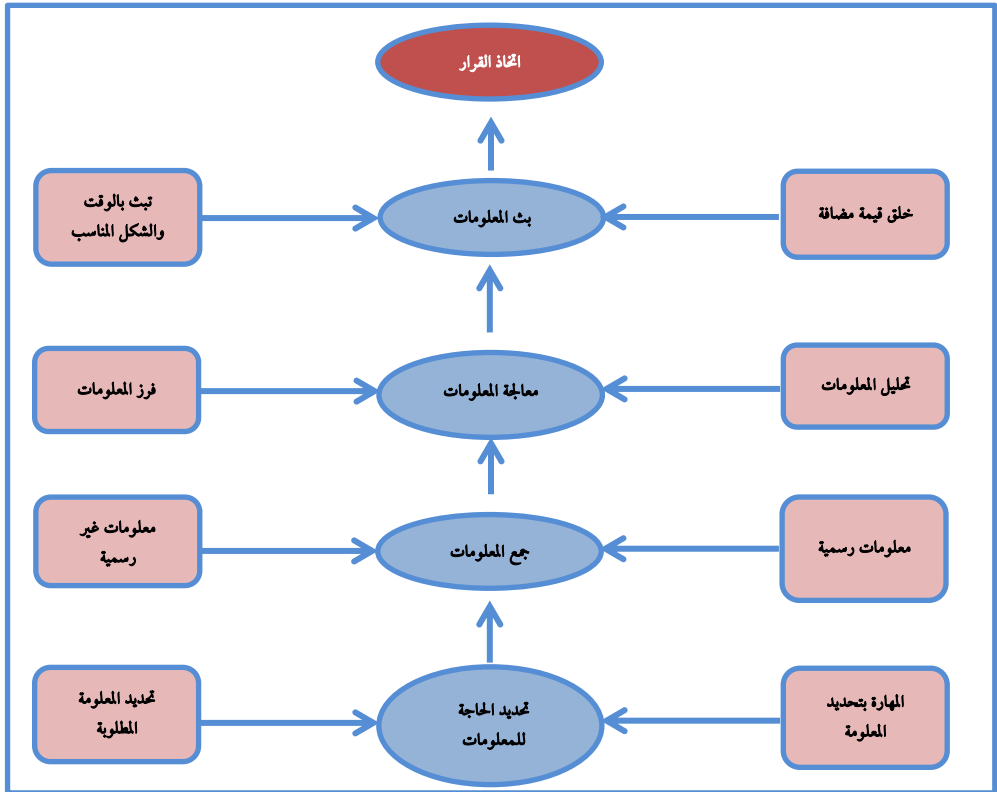 اتخاذ القرار
خلق قيمة مضافة
بث المعلومات
تبث بالوقت
والشكل المناسب
تحليل المعلومات
معالجة المعلومات
فرز المعلومات
معلومات رسمية
جمع المعلومات
معلومات غير
رسمية
المهارة بتحديد
المعلومة
تحديد الحاجة
للمعلومات
تحديد المعلومة
المطلوبة